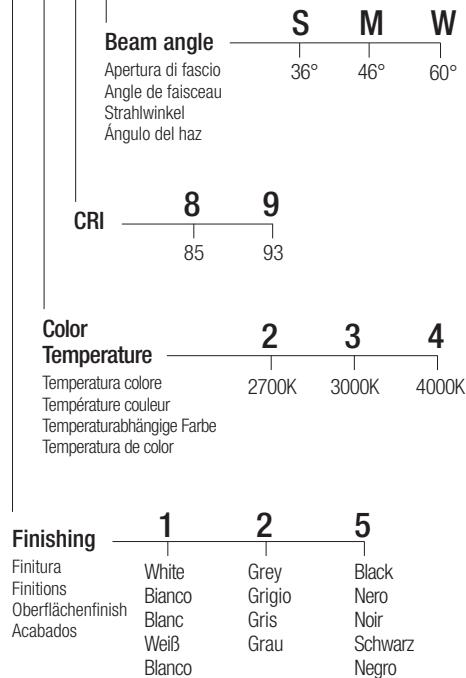 S M W
Beam angle
Apertura di fascio
Angle de faisceau
Strahlwinkel
Ángulo del haz
36° 46° 60°
8 9
CRI
85 93
Color
Temperature
2 3 4
Temperatura colore
Température couleur
Temperaturabhängige Farbe
Temperatura de color
2700K 3000K 4000K
1 2 5
Finishing
Finitura
Finitions
Oberflächenfinish
Acabados
White
Bianco
Blanc
Weiß
Blanco
Grey
Grigio
Gris
Grau
Black
Nero
Noir
Schwarz
Negro